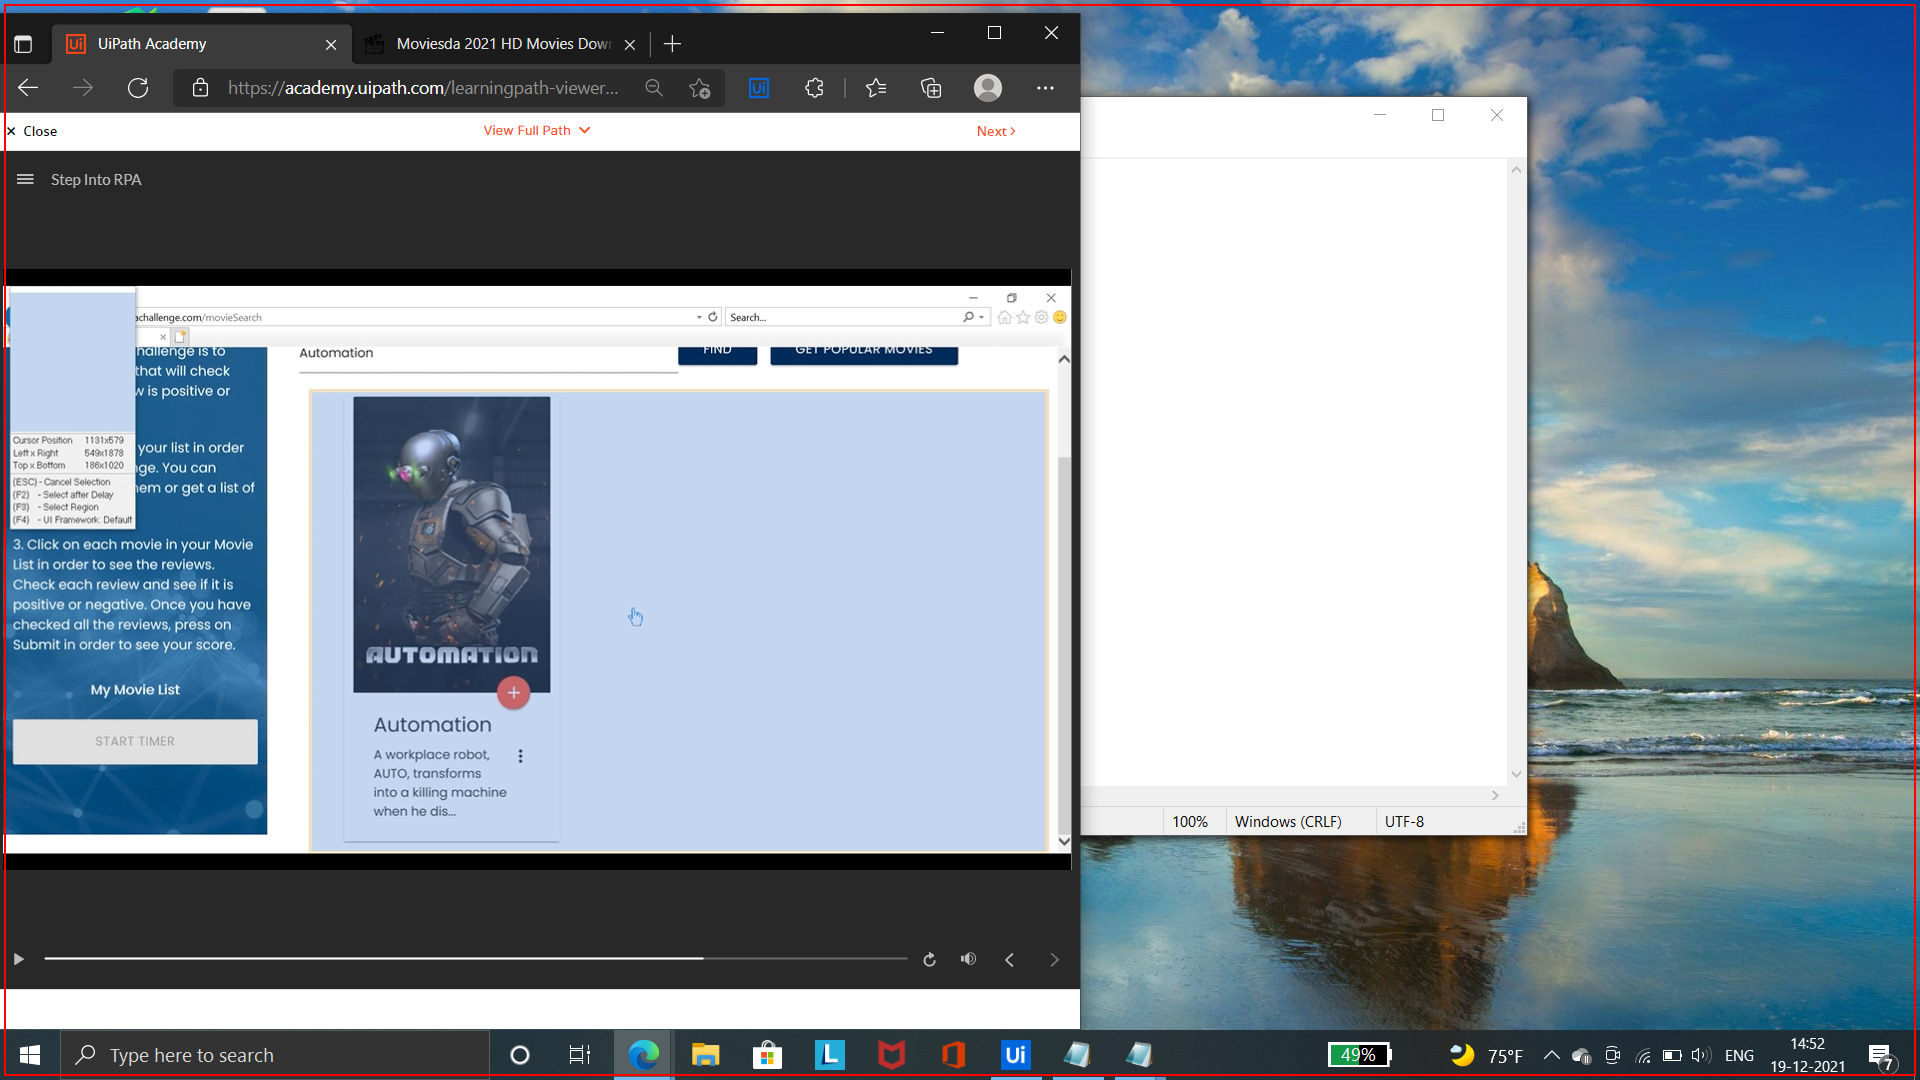 UiPath Academy
Moviesda 2021 HD Movies Dow
https://academy.uipath.com/learningpath-viewer...
Close
View Full Path
Next
Step Into RPA
achallenge.com/movieSearch
Search...
Automation
FIND
GET POPULAR MOVIES
hallenge is to
that will check
w is positive or
your list in order
nge. You can
em or get a list of
Cursor Position 1131x579
Left x Right 549x1878
Top x Bottom 186x1020
(ESC) - Cancel Selection
(F2) - Select after Delay
(F3) - Select Region
(F4) - UI Framework: Default
3. Click on each movie in your Movie
List in order to see the reviews.
Check each review and see if it is
positive or negative. Once you have
checked all the reviews, press on
Submit in order to see your score.
My Movie List
START TIMER
AUTOMATION
Automation
A workplace robot,
AUTO, transforms
into a killing machine
when he dis...
100%
Windows (CRLF)
UTF-8
Type here to search
L
Ui
49%
75°F
ENG
14:52
19-12-2021
7